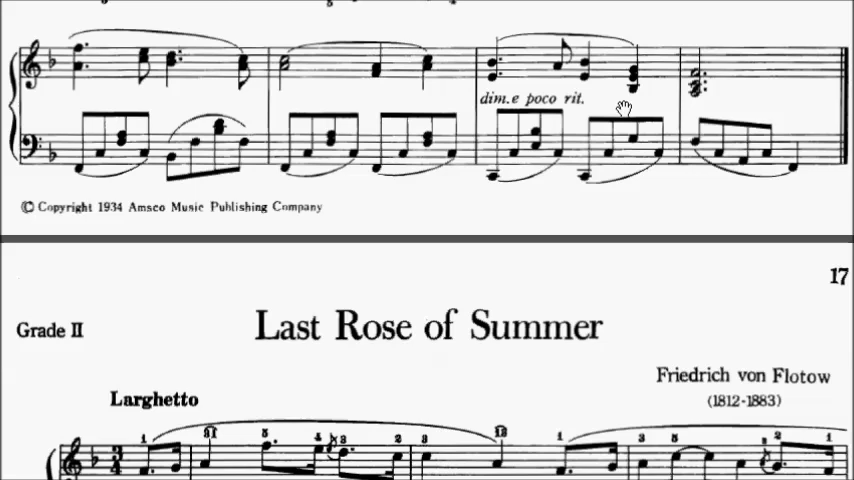 dim.e poco rit.
© Copyright 1934 Amsco Music Publishing Company
17
Grade II
Last Rose of Summer
Friedrich von Flotow
(1812-1883)
Larghetto